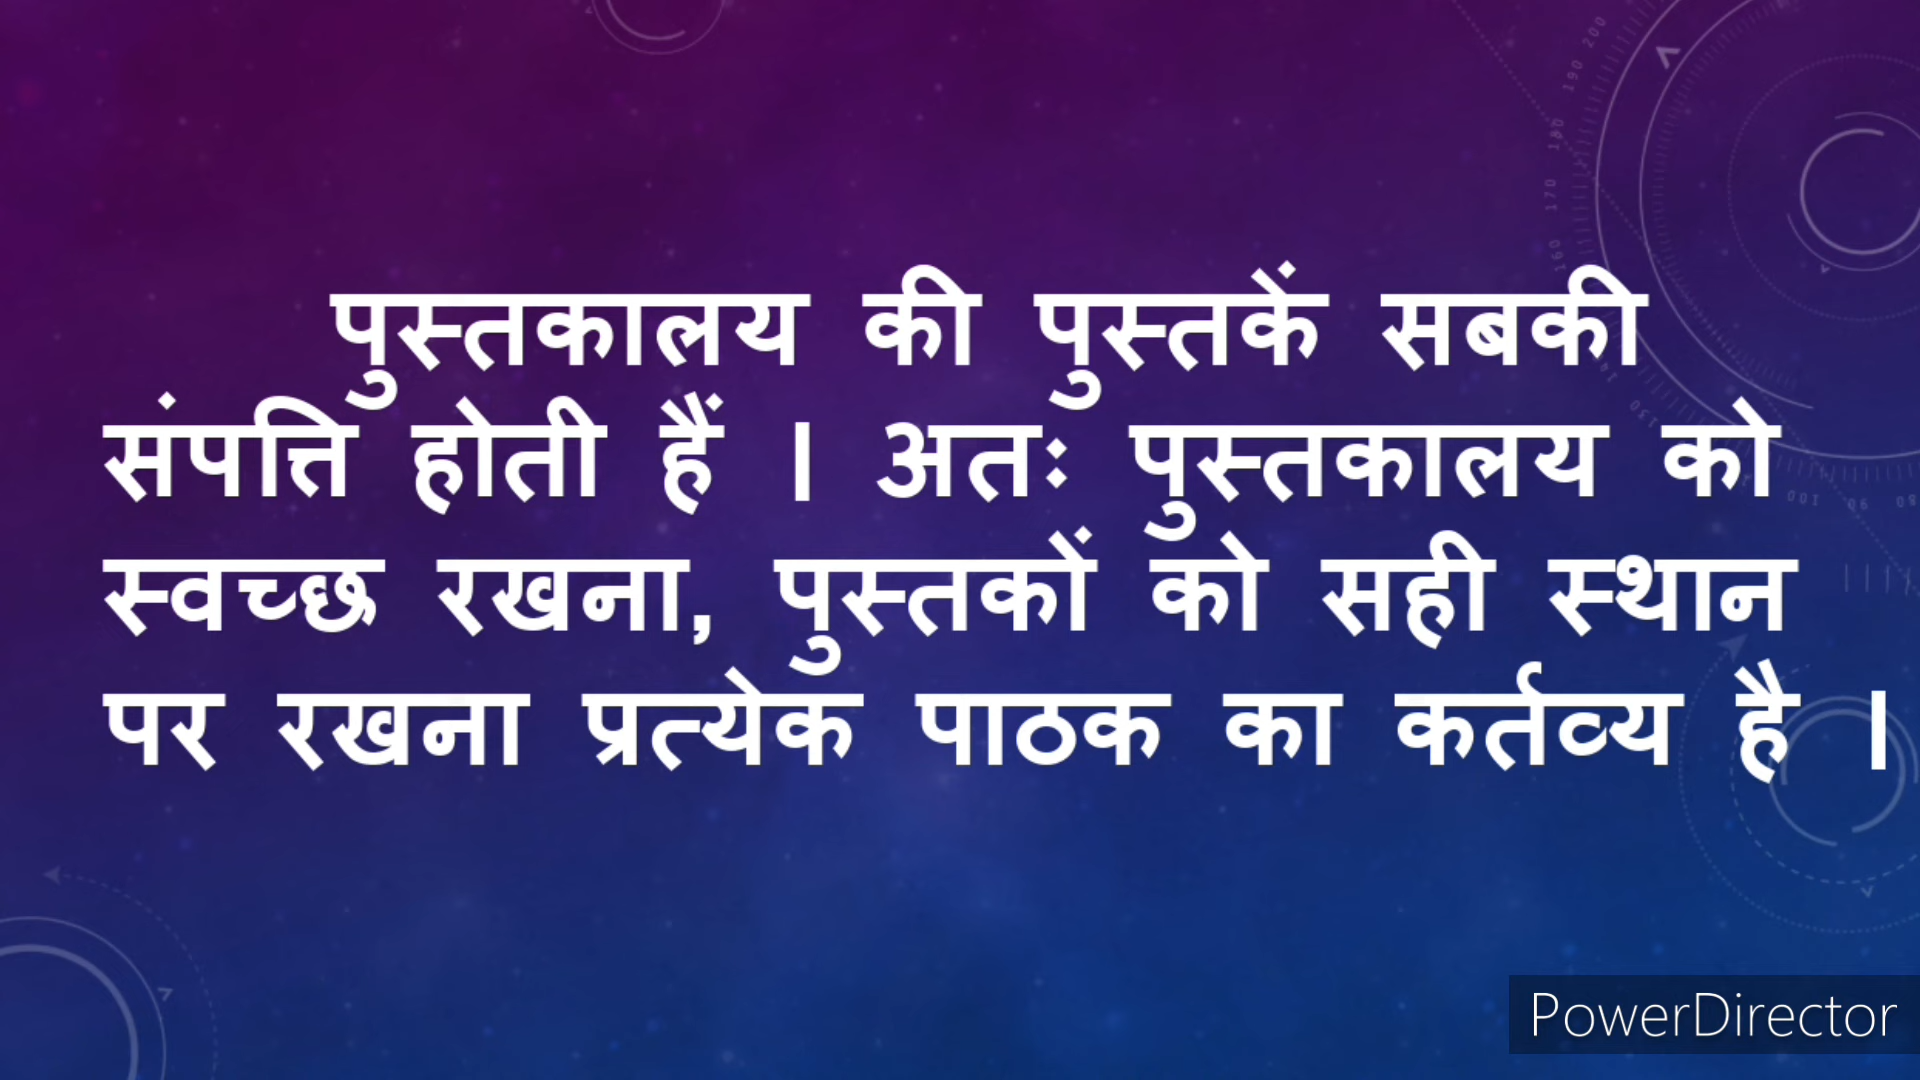 पुस्तकालय की पुस्तकें सबकी
संपत्ति होती हैं । अतः पुस्तकालय को
स्वच्छ रखना, पुस्तकों को सही स्थान
पर रखना प्रत्येक पाठक का कर्तव्य है ।
PowerDirector